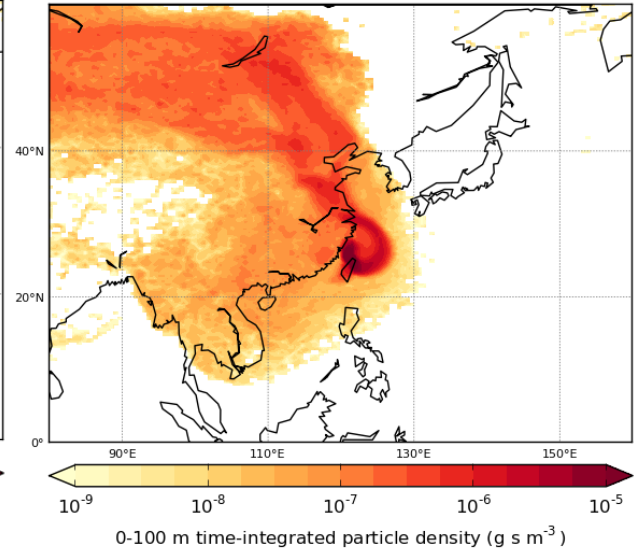 40°N
20°N
0°
90°E 110°E 130°E 150°E
10⁻⁹ 10⁻⁸ 10⁻⁷ 10⁻⁶ 10⁻⁵
0-100 m time-integrated particle density (g s m⁻³ )